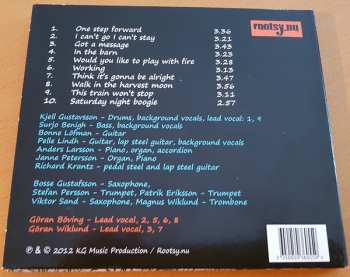 rootsy.nu
1. One step forward 3.36
2. I can't go I can't stay 3.21
3. Got a message 3.43
4. In the barn 3.23
5. Would you like to play with fire 3.55
6. Working 3.13
7. Think it's gonna be alright 3.47
8. Walk in the harvest moon 3.51
9. This train won't stop 3.31
10. Saturday night boogie 2.57
Kjell Gustavsson - Drums, background vocals, lead vocal: 1, 9
Surjo Benigh - Bass, background vocals
Bonne Löfman - Guitar
Pelle Lindh - Guitar, lap steel guitar, background vocals
Anders Larsson - Piano, organ, accordion
Janne Petersson - Organ, Piano
Richard Krantz - pedal steel and lap steel guitar
Bosse Gustafsson - Saxophone,
Stefan Persson - Trumpet, Patrik Eriksson - Trumpet
Viktor Sand - Saxophone, Magnus Wiklund - Trombone
Göran Böving - Lead vocal, 2, 5, 6, 8
Göran Wiklund - Lead vocal, 3, 7
℗ & © 2012 KG Music Production / Rootsy.nu